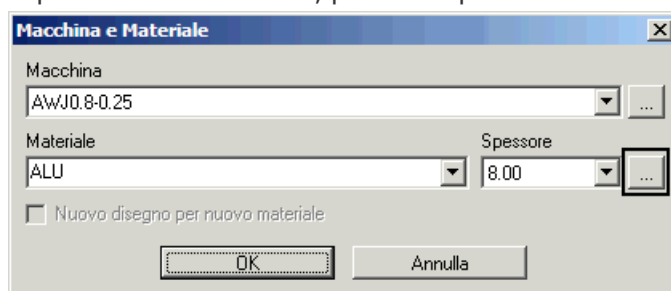 Macchina e Materiale
Macchina
AWJ0.8-0.25
...
Materiale
Spessore
ALU
8.00
...
Nuovo disegno per nuovo materiale
OK
Annulla